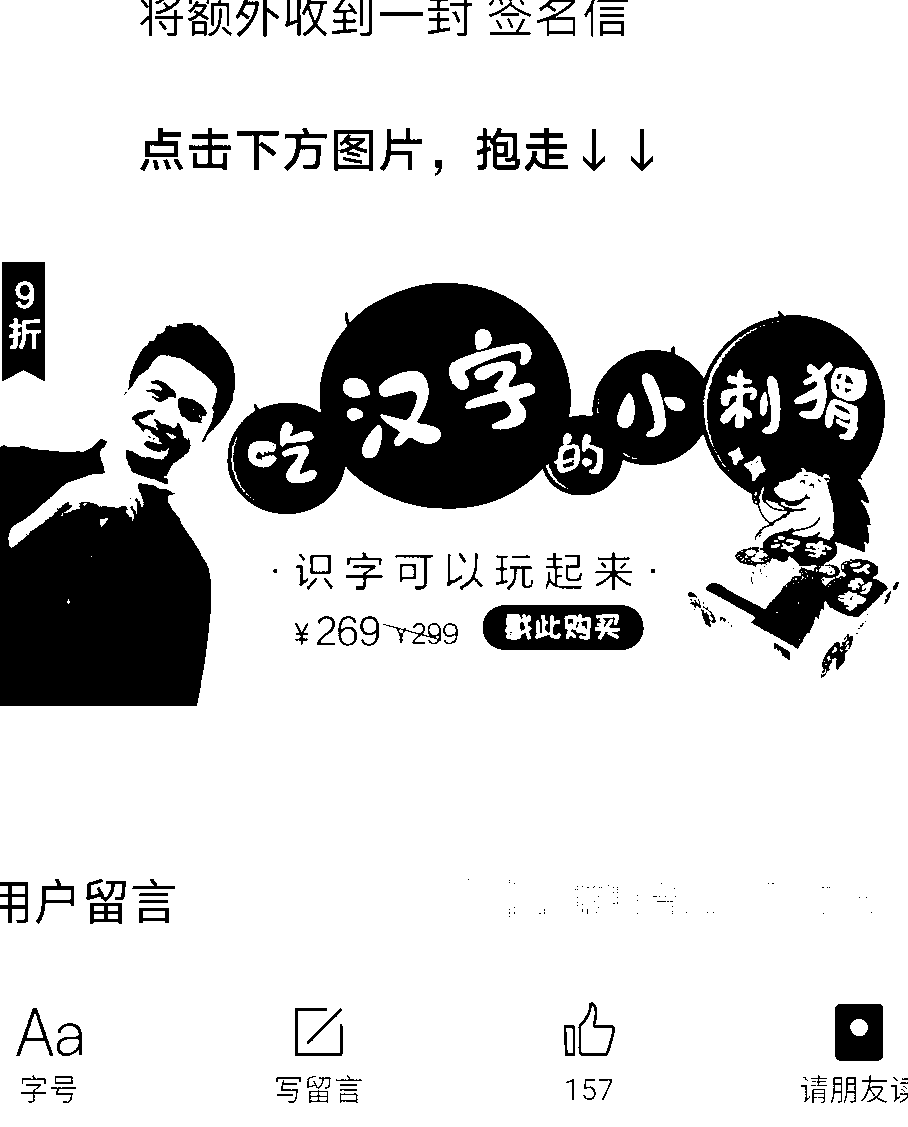 将额外收到一封 签名信
点击下方图片，抱走↓↓
9
折
吃汉字的小刺猬
·识字可以玩起来·
¥269 ¥299 戳此购买
用户留言
Aa
字号 写留言 157 请朋友读